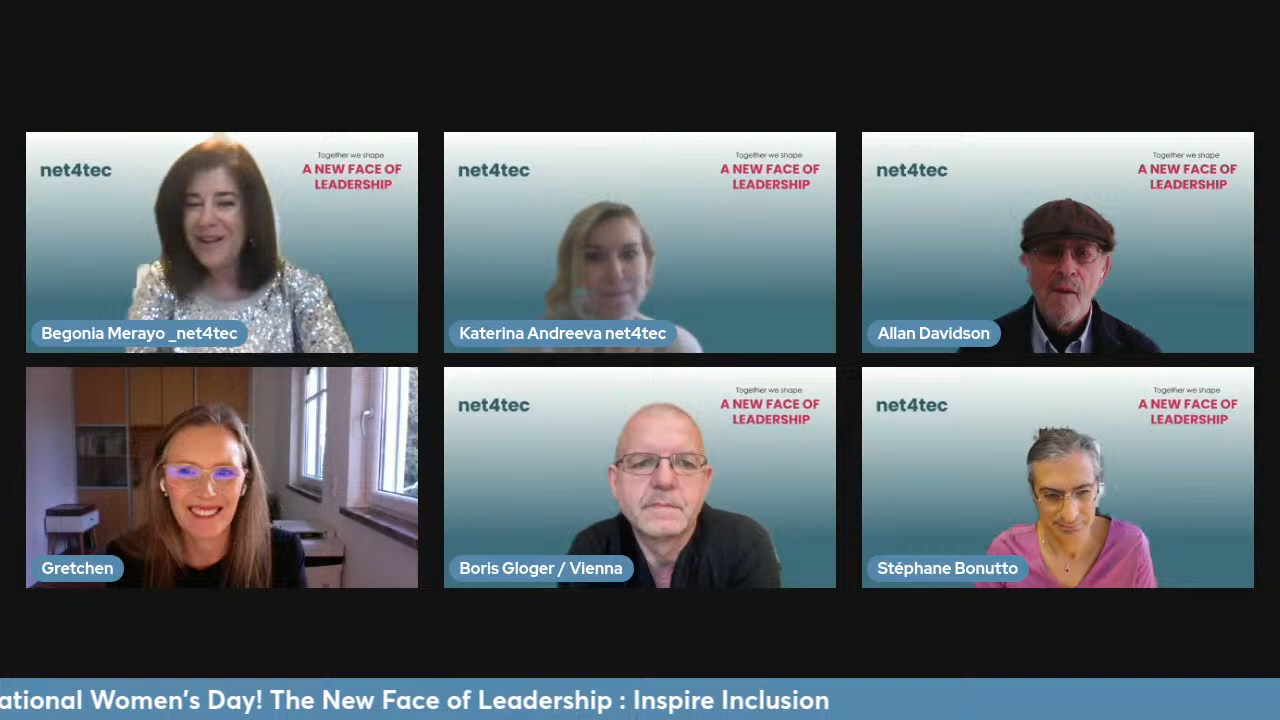 net4tec
Together we shape
A NEW FACE OF
LEADERSHIP
Begonia Merayo _net4tec
net4tec
Together we shape
A NEW FACE OF
LEADERSHIP
Katerina Andreeva net4tec
net4tec
Together we shape
A NEW FACE OF
LEADERSHIP
Allan Davidson
Gretchen
net4tec
Together we shape
A NEW FACE OF
LEADERSHIP
Boris Gloger / Vienna
net4tec
Together we shape
A NEW FACE OF
LEADERSHIP
Stéphane Bonutto
ational Women's Day! The New Face of Leadership : Inspire Inclusion